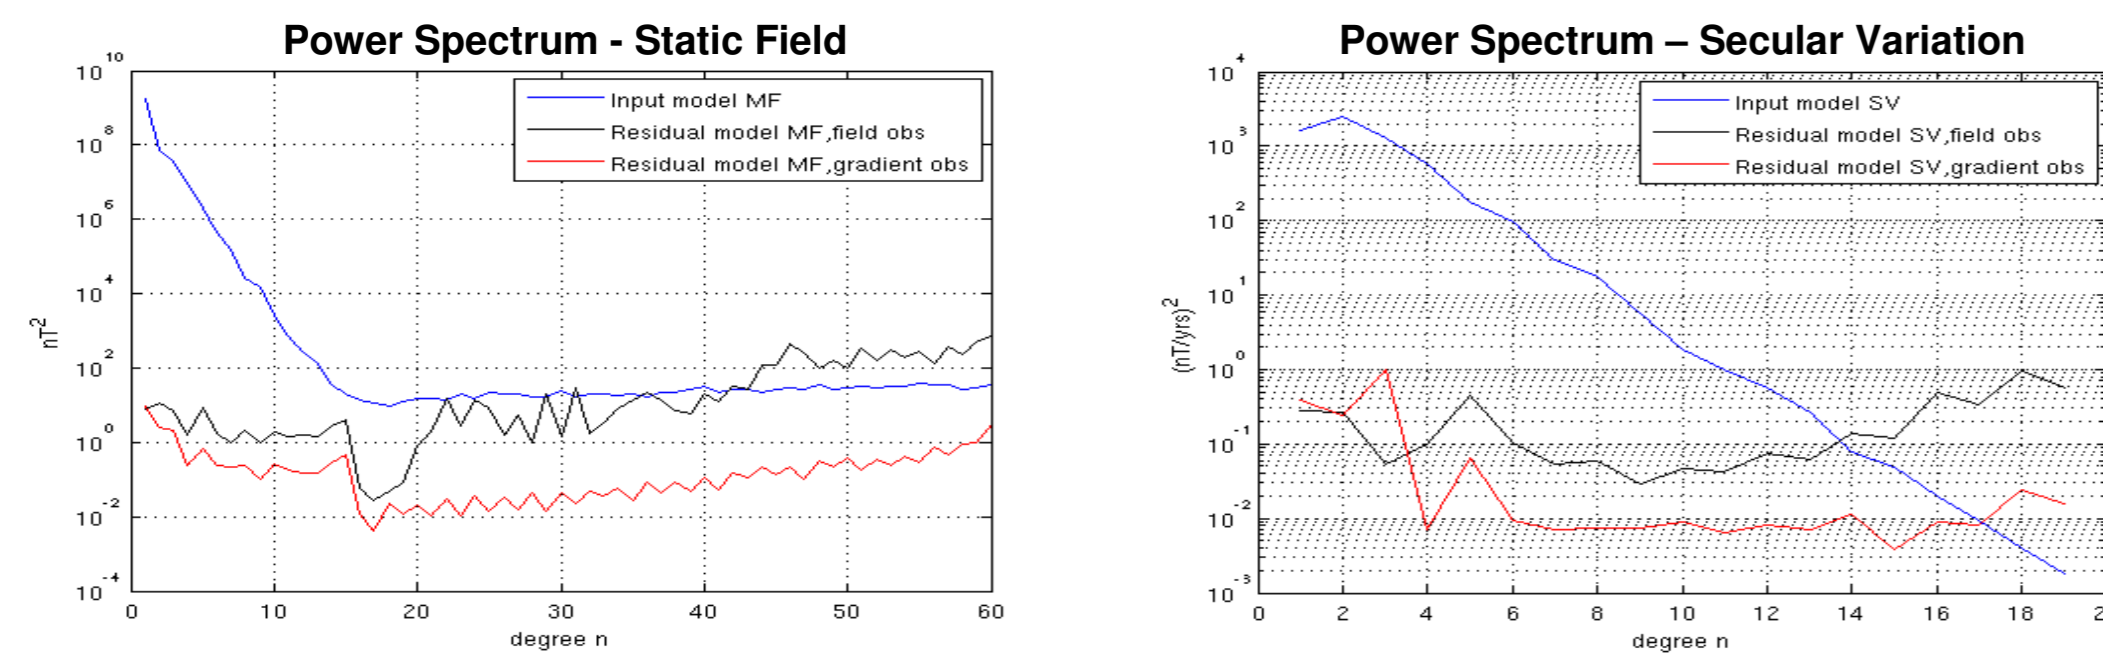 Power Spectrum - Static Field
10^10
10^8
10^6
10^4
10^2
10^0
10^-2
10^-4
nT^2
Input model MF
Residual model MF,field obs
Residual model MF,gradient obs
0 10 20 30 40 50 60
degree n
Power Spectrum – Secular Variation
10^4
10^3
10^2
10^1
10^0
10^-1
10^-2
10^-3
(nT/yrs)^2
Input model SV
Residual model SV,field obs
Residual model SV,gradient obs
0 2 4 6 8 10 12 14 16 18
degree n